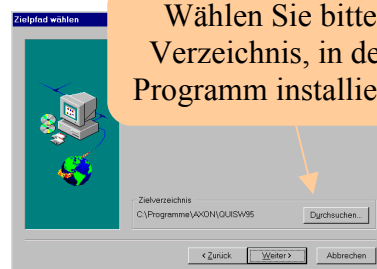 Zielpfad wählen
Wählen Sie bitte
Verzeichnis, in de
Programm installie
Zielverzeichnis
C:\Programme\AXON\QUISW95
Durchsuchen...
< Zurück Weiter > Abbrechen